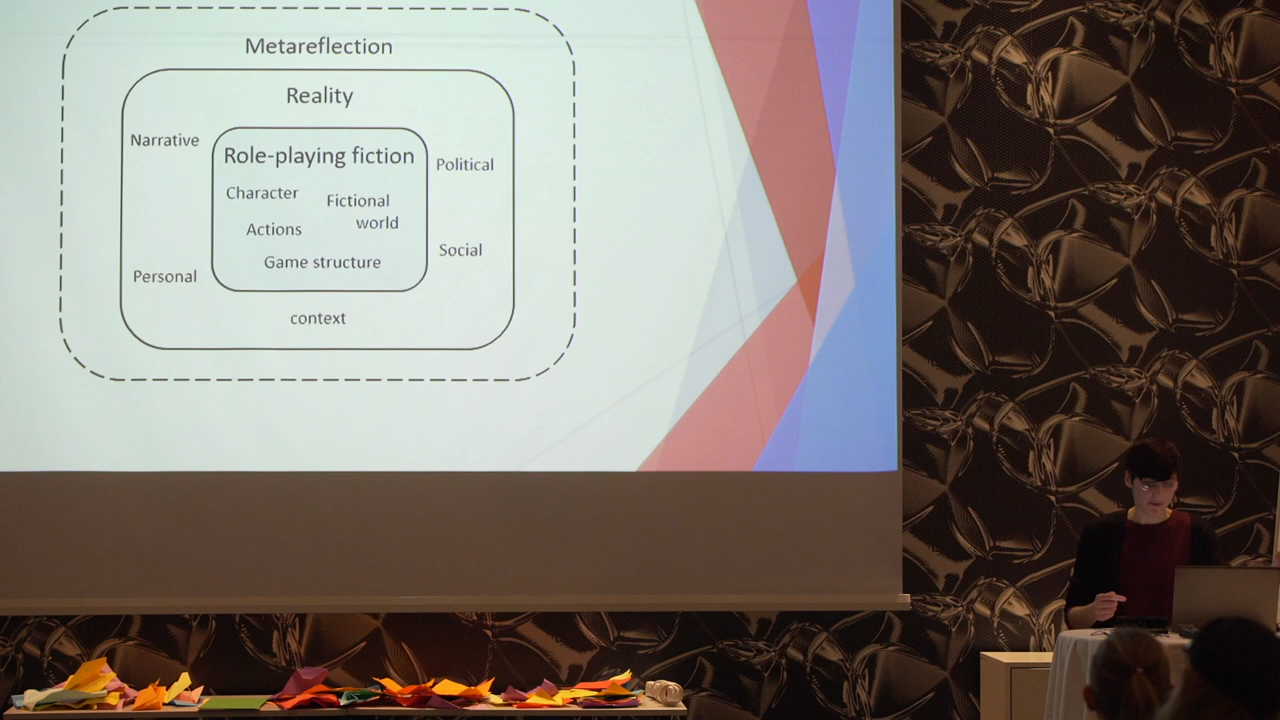 Metareflection
Reality
Narrative
Role-playing fiction
Political
Character
Fictional
world
Actions
Social
Game structure
Personal
context